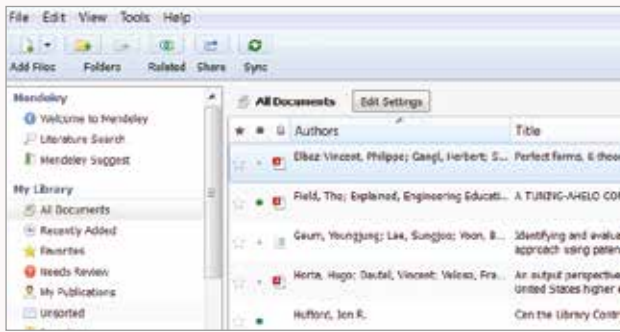 File Edit View Tools Help
Add Files Folders Related Share Sync
Mendeley
Welcome to Mendeley
Literature Search
Mendeley Suggest
My Library
All Documents
Recently Added
Favorites
Needs Review
My Publications
Unsorted
All Documents Edit Settings
Authors Title
Elbez Vincent, Philippe; Gangl, Herbert; S... Perfect forms, K-theor
Field, The; Explained, Engineering Educati... A TUNING-AHELO CO
Geum, Youngjung; Lee, Sungjoo; Yoon, B... Identifying and evalua
approach using paten
Horta, Hugo; Dautel, Vincent; Veloso, Fra... An output perspective
United States higher e
Hufford, Jon R. Can the Library Contr